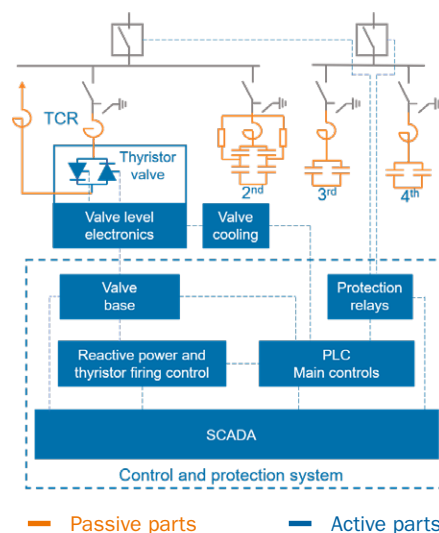 TCR
Thyristor
valve
2nd
3rd
4th
Valve level
electronics
Valve
cooling
Valve
base
Protection
relays
Reactive power and
thyristor firing control
PLC
Main controls
SCADA
Control and protection system
Passive parts
Active parts